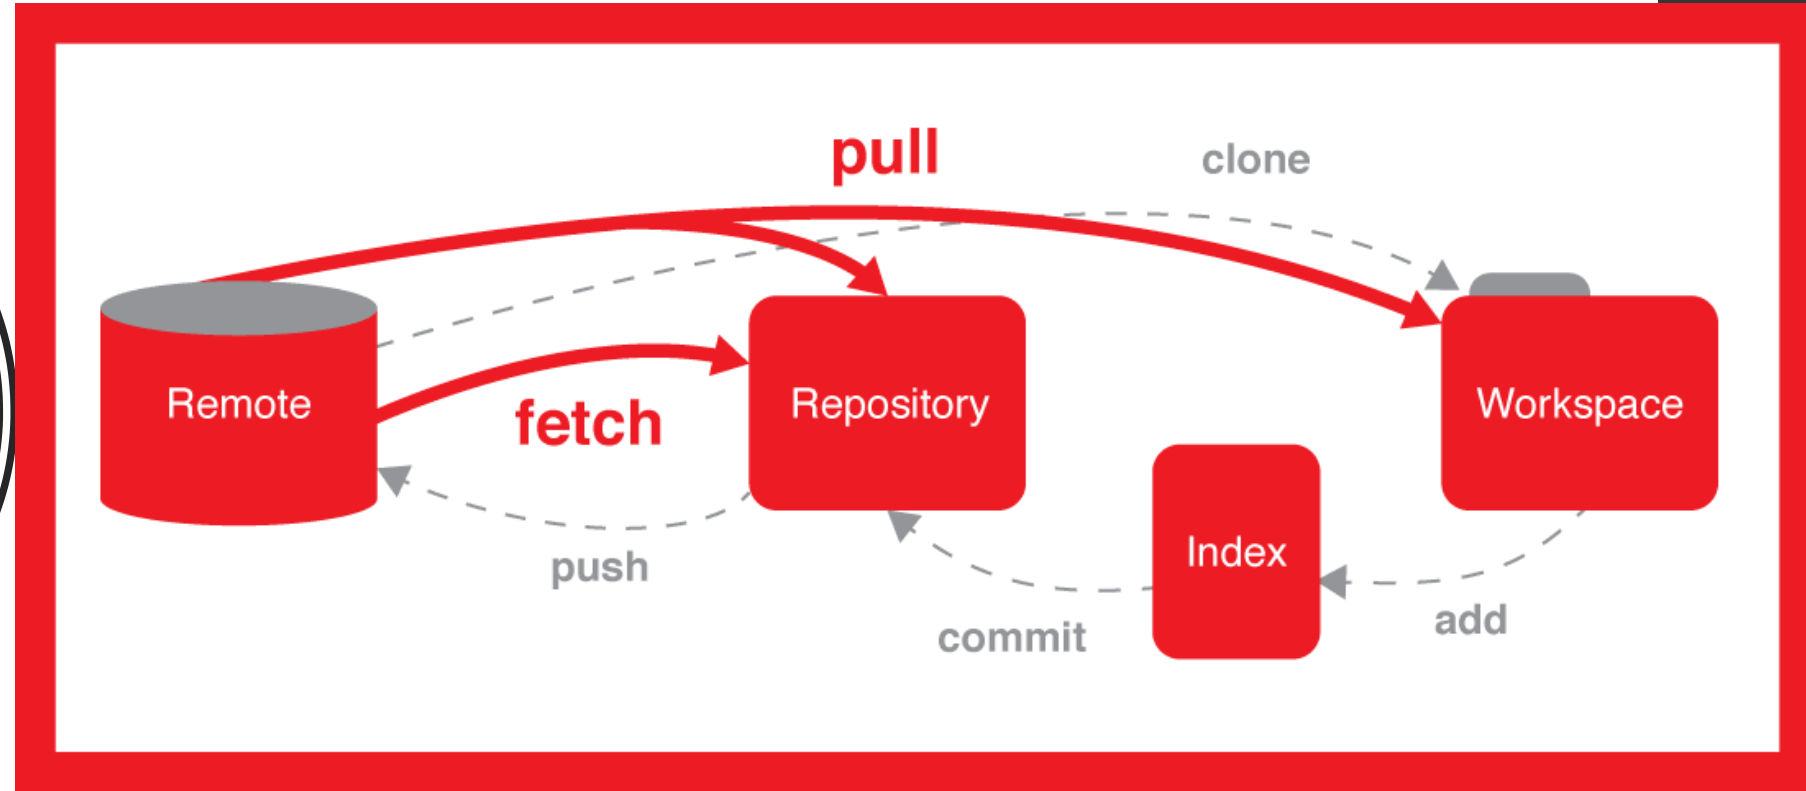 pull
clone
Remote
fetch
Repository
Workspace
Index
push
commit
add